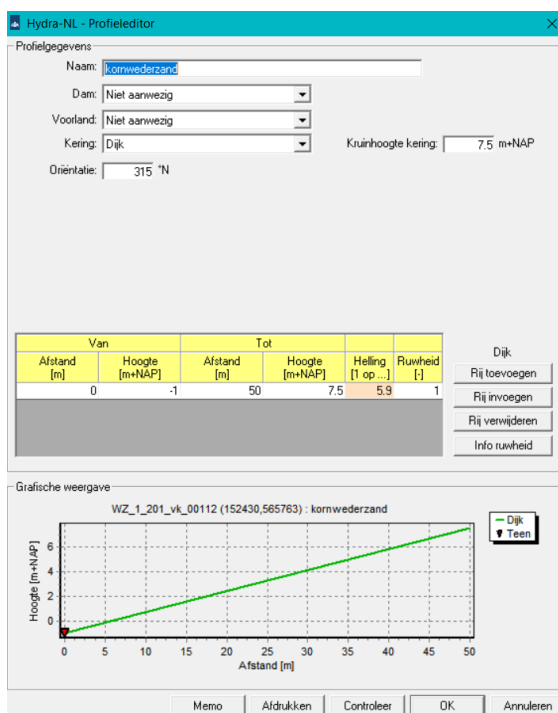 Hydra-NL - Profieleditor
Profielgegevens
Naam: kornwederzand
Dam: Niet aanwezig
Voorland: Niet aanwezig
Kering: Dijk Kruinhoogte kering: 7.5 m+NAP
Oriëntatie: 315 °N
Van Tot
Afstand [m] Hoogte [m+NAP] Afstand [m] Hoogte [m+NAP] Helling [1 op ...] Ruwheid [-]
0 -1 50 7.5 5.9 1
Dijk
Rij toevoegen
Rij invoegen
Rij verwijderen
Info ruwheid
Grafische weergave
WZ_1_201_vk_00112 (152430,565763) : kornwederzand
Dijk
Teen
Hoogte [m+NAP]
6
4
2
0
0 5 10 15 20 25 30 35 40 45 50
Afstand [m]
Memo Afdrukken Controleer OK Annuleren